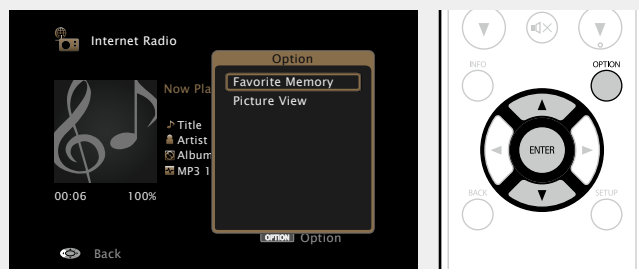 Internet Radio
Option
Now Pla
Favorite Memory
Picture View
Title
Artist
Album
MP3 1
00:06
100%
OPTION Option
Back
INFO
OPTION
ENTER
BACK
SETUP